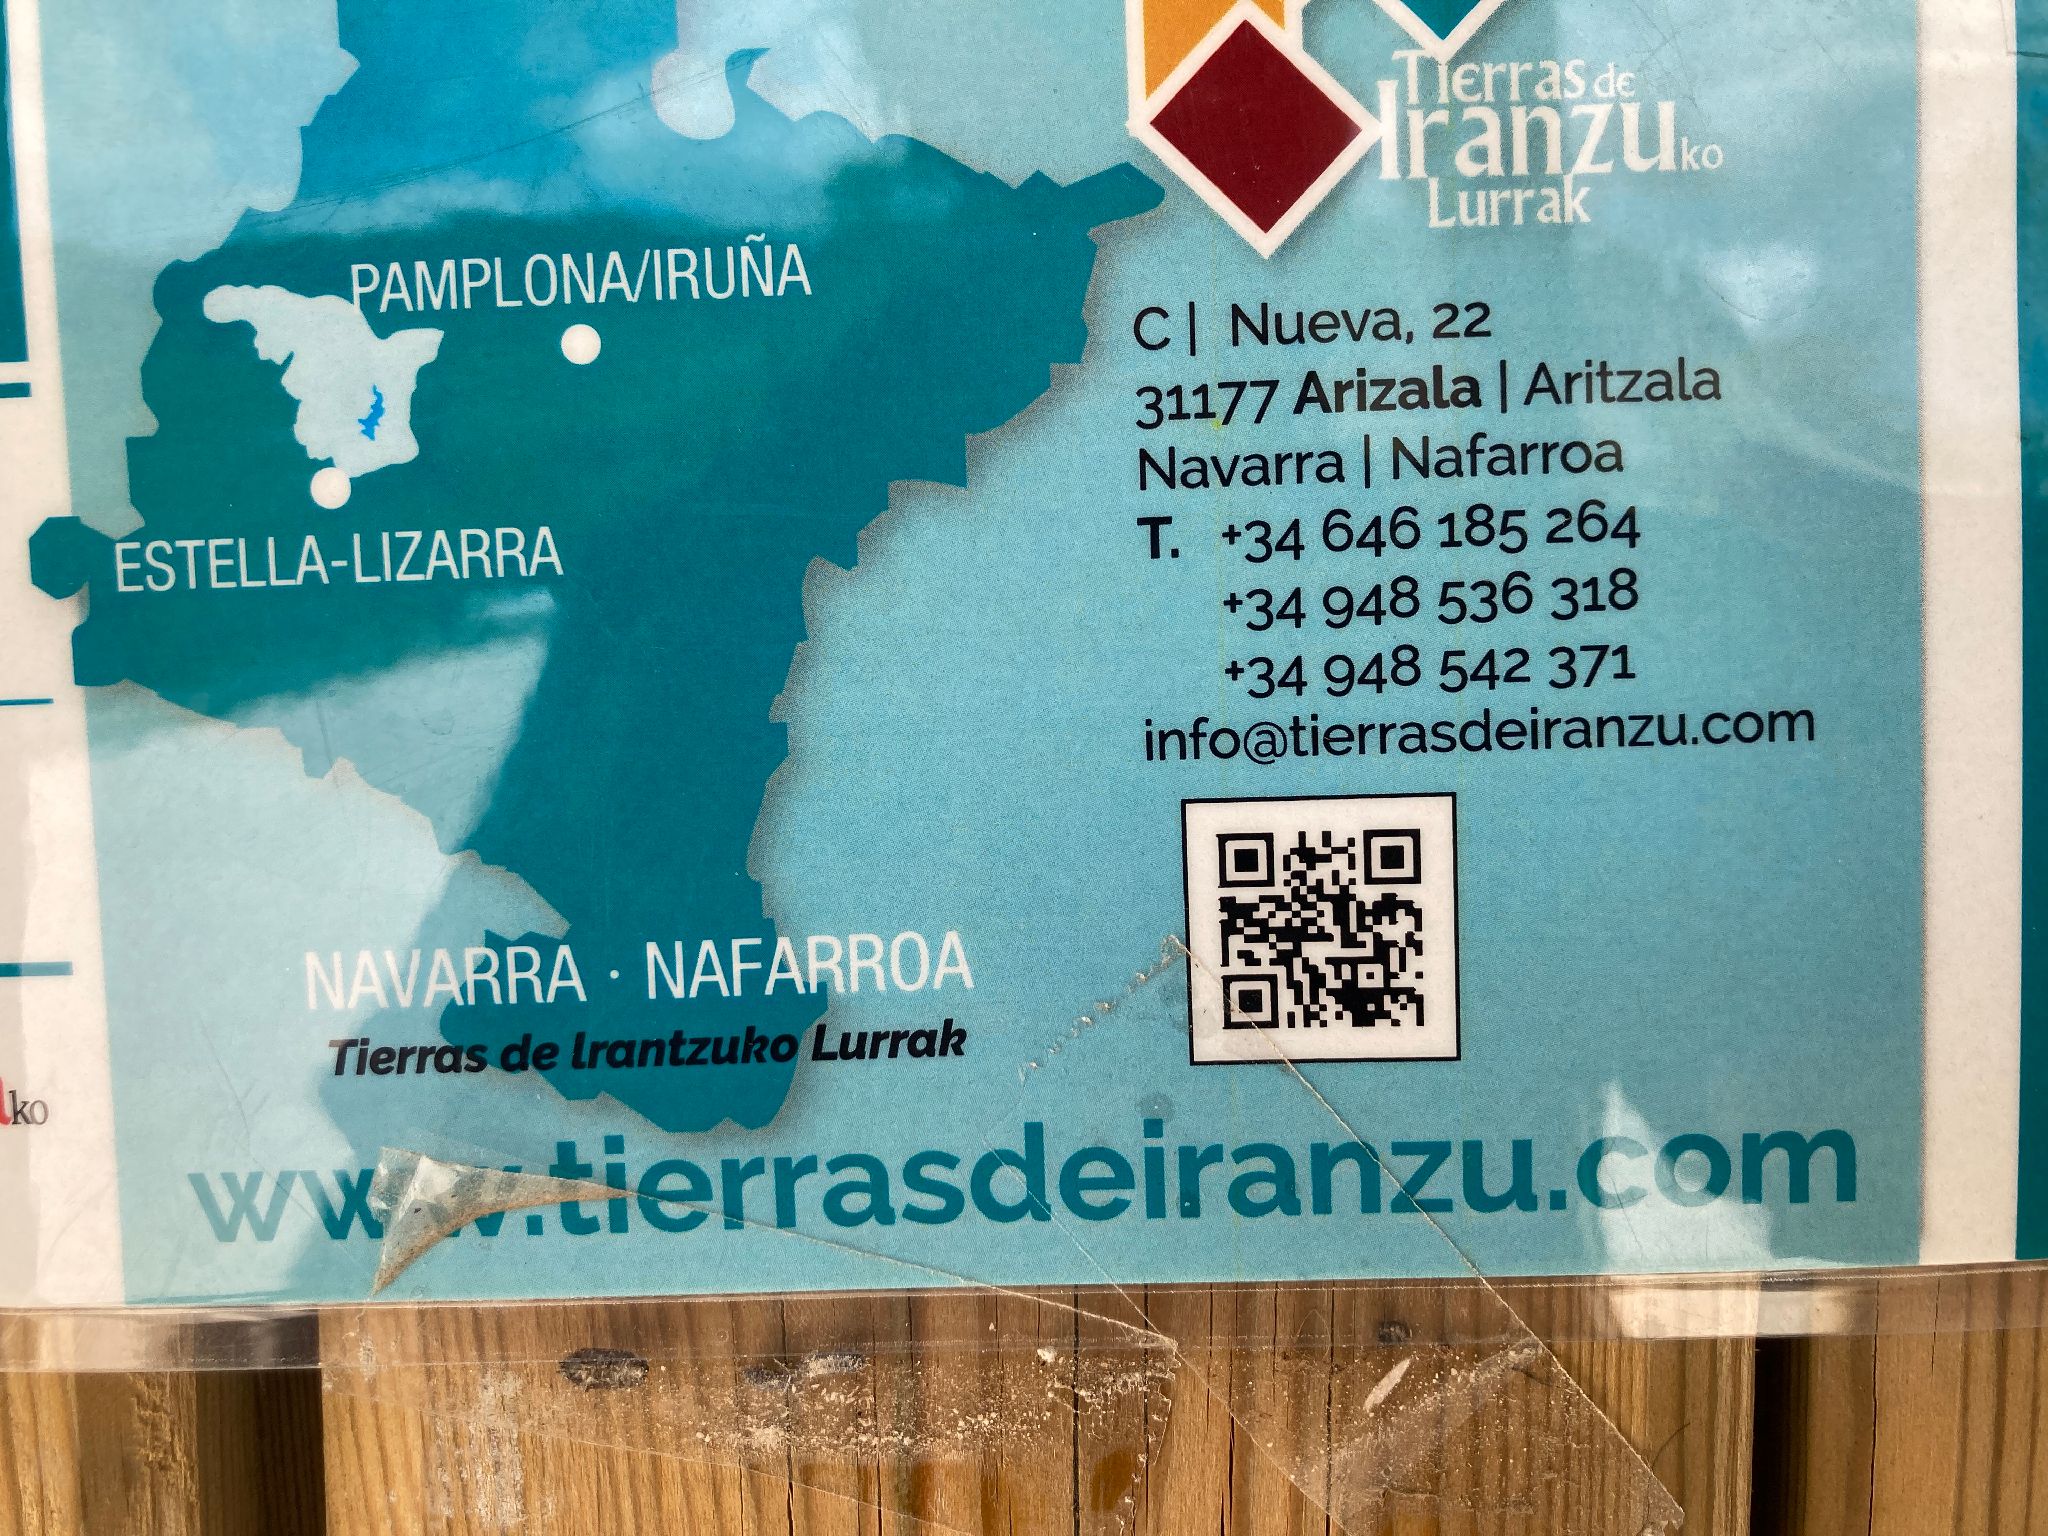 Tierras de
Iranzuko
Lurrak
PAMPLONA/IRUÑA
ESTELLA-LIZARRA
C| Nueva, 22
31177 Arizala | Aritzala
Navarra | Nafarroa
T. +34 646 185 264
+34 948 536 318
+34 948 542 371
info@tierrasdeiranzu.com
NAVARRA · NAFARROA
Tierras de Irantzuko Lurrak
ko
www.tierrasdeiranzu.com